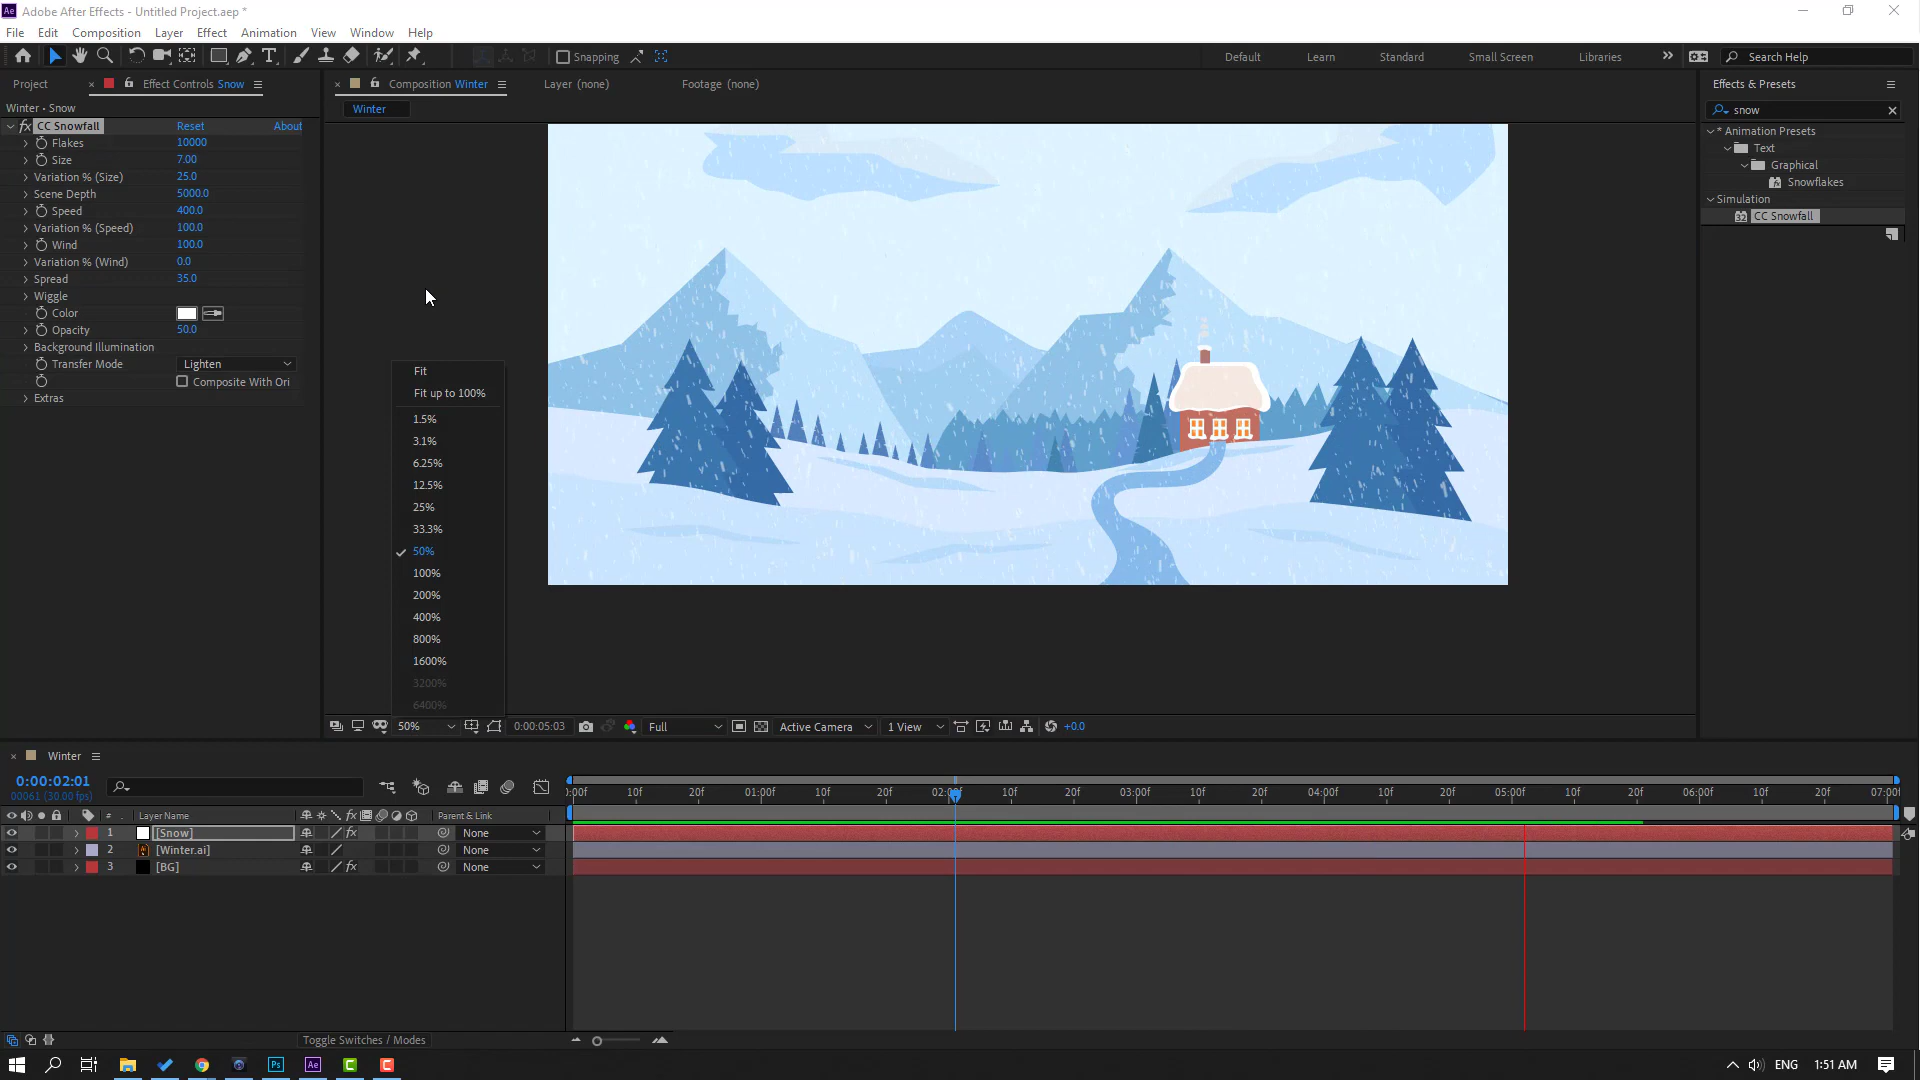 Adobe After Effects - Untitled Project.aep *
File Edit Composition Layer Effect Animation View Window Help
Snapping
Default Learn Standard Small Screen Libraries
Search Help
Project
Effect Controls Snow
Composition Winter
Layer (none)
Footage (none)
Effects & Presets
Winter • Snow
Winter
snow
CC Snowfall Reset About
Flakes 10000
Size 7.00
Variation % (Size) 25.0
Scene Depth 5000.0
Speed 400.0
Variation % (Speed) 100.0
Wind 100.0
Variation % (Wind) 0.0
Spread 35.0
Wiggle
Color
Opacity 50.0
Background Illumination
Transfer Mode Lighten
Composite With Ori
Extras
* Animation Presets
Text
Graphical
Snowflakes
Simulation
CC Snowfall
Fit
Fit up to 100%
1.5%
3.1%
6.25%
12.5%
25%
33.3%
50%
100%
200%
400%
800%
1600%
3200%
6400%
50%
0:00:05:03
Full
Active Camera
1 View
+0.0
Winter
0:00:02:01
00061 (30.00 fps)
):00f 10f 20f 01:00f 10f 20f 02:00f 10f 20f 03:00f 10f 20f 04:00f 10f 20f 05:00f 10f 20f 06:00f 10f 20f 07:00f
# Layer Name Parent & Link
1 [Snow] None
2 [Winter.ai] None
3 [BG] None
Toggle Switches / Modes
Ps Ae C C
ENG 1:51 AM